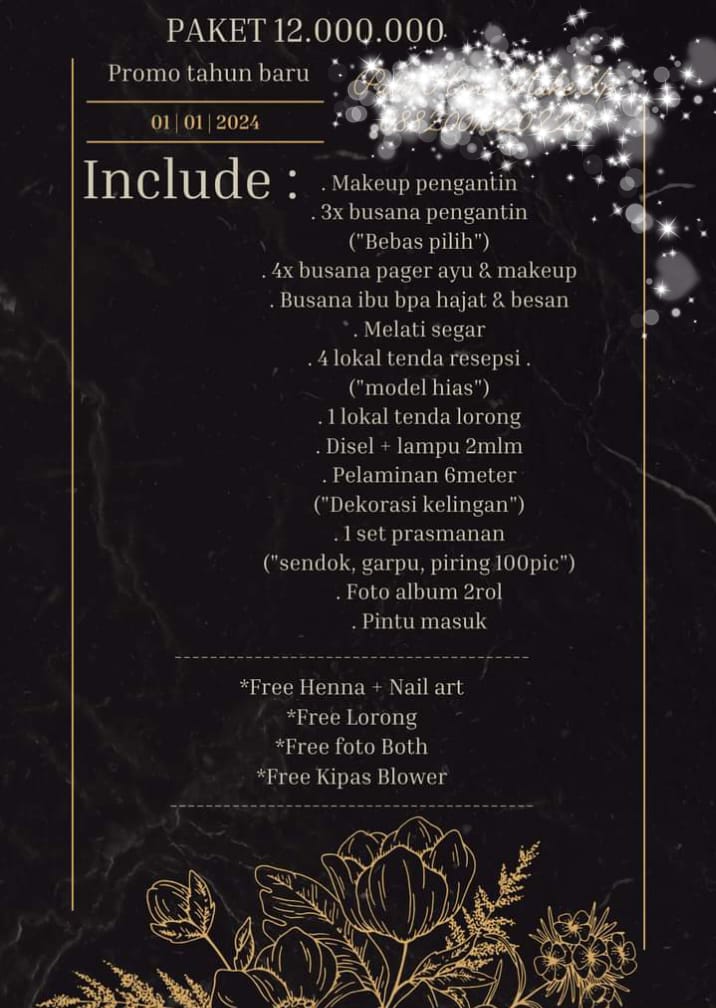 PAKET 12.000.000
Promo tahun baru
01 | 01 | 2024
Include :
. Makeup pengantin
. 3x busana pengantin
("Bebas pilih")
. 4x busana pager ayu & makeup
. Busana ibu bpa hajat & besan
. Melati segar
. 4 lokal tenda resepsi .
("model hias")
. 1 lokal tenda lorong
. Disel + lampu 2mlm
. Pelaminan 6meter
("Dekorasi kelingan")
. 1 set prasmanan
("sendok, garpu, piring 100pic")
. Foto album 2rol
. Pintu masuk
*Free Henna + Nail art
*Free Lorong
*Free foto Both
*Free Kipas Blower